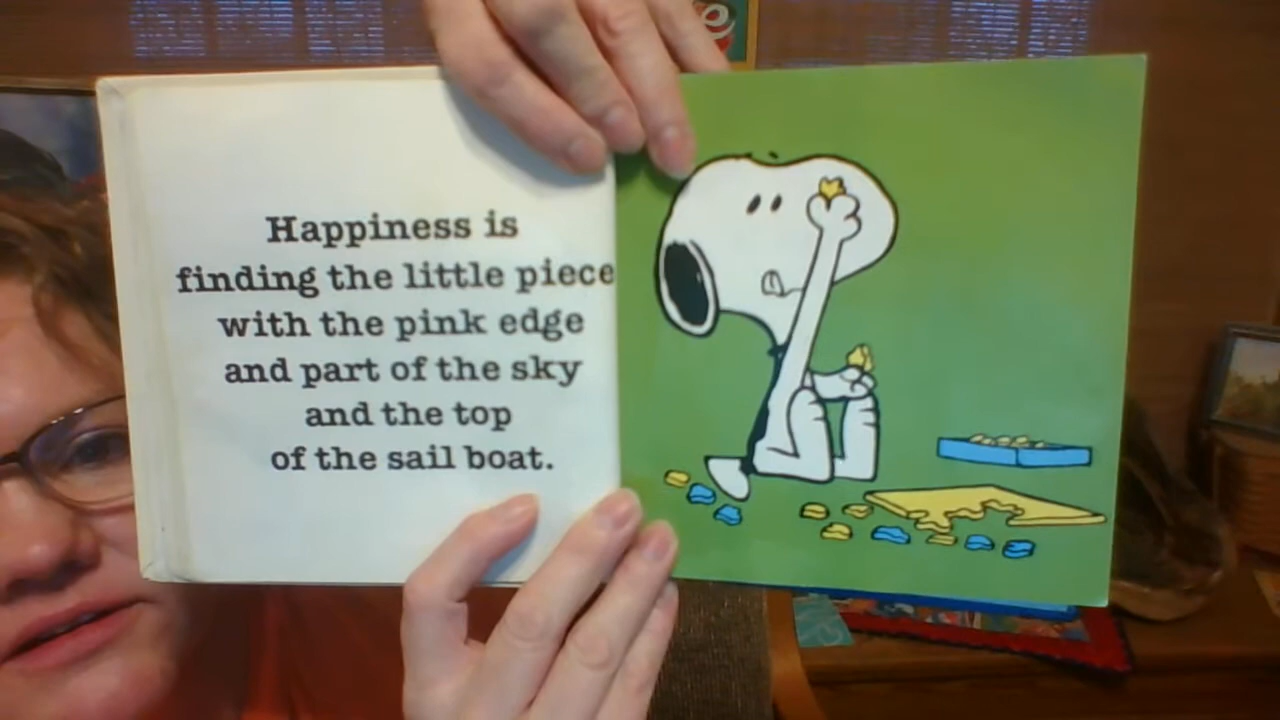 Happiness is
finding the little piece
with the pink edge
and part of the sky
and the top
of the sail boat.